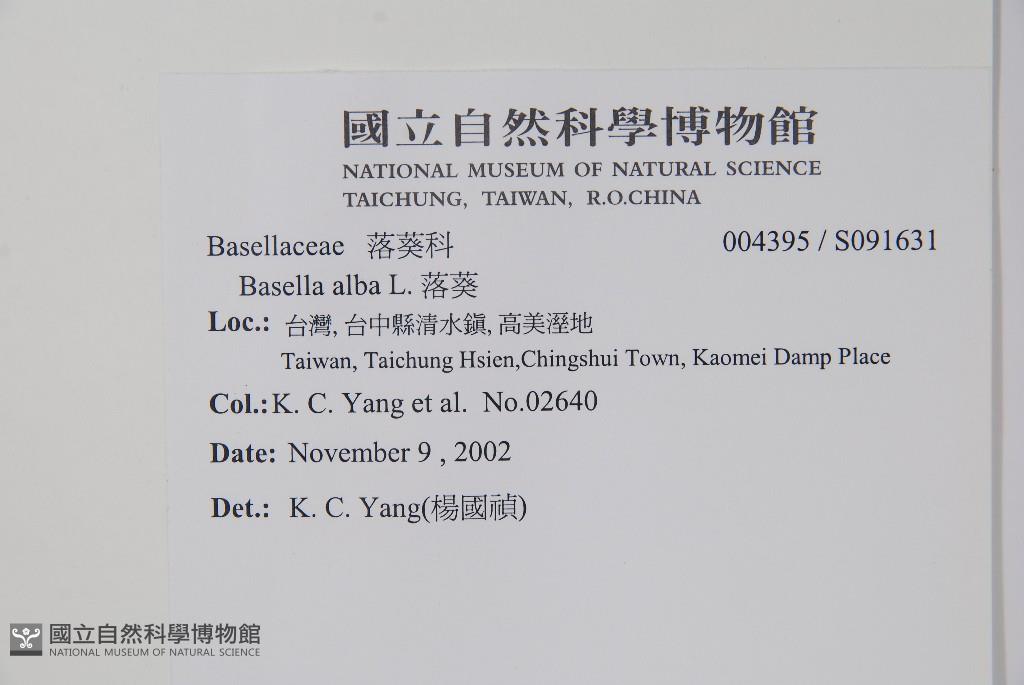 國立自然科學博物館
NATIONAL MUSEUM OF NATURAL SCIENCE
TAICHUNG, TAIWAN, R.O.CHINA
Basellaceae 落葵科 004395 / S091631
Basella alba L. 落葵
Loc.: 台灣, 台中縣清水鎮, 高美溼地
Taiwan, Taichung Hsien,Chingshui Town, Kaomei Damp Place
Col.:K. C. Yang et al. No.02640
Date: November 9 , 2002
Det.: K. C. Yang(楊國禎)
國立自然科學博物館
NATIONAL MUSEUM OF NATURAL SCIENCE